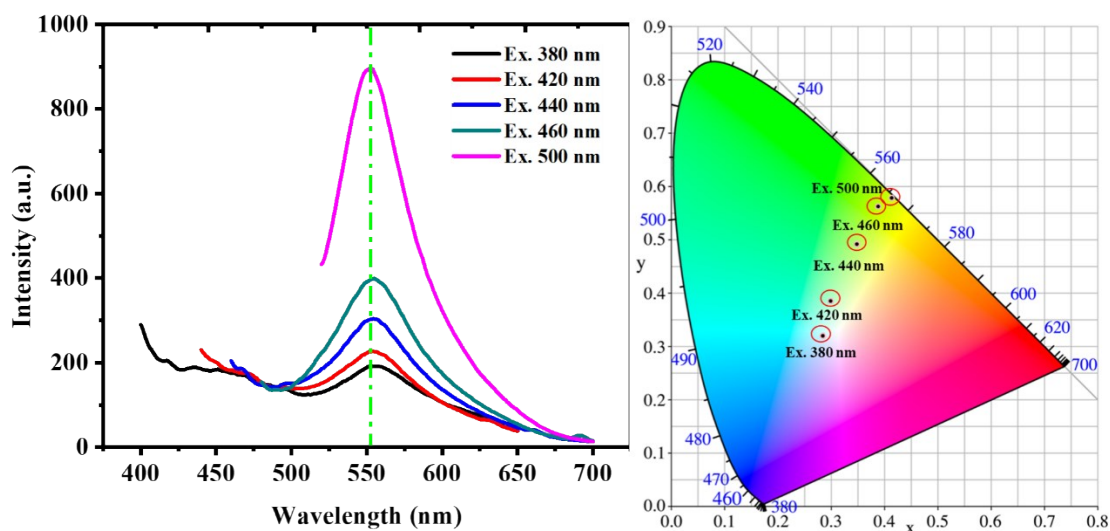 1000
800
600
400
200
0
Intensity (a.u.)
Ex. 380 nm
Ex. 420 nm
Ex. 440 nm
Ex. 460 nm
Ex. 500 nm
400 450 500 550 600 650 700
Wavelength (nm)
0.9
0.8
0.7
0.6
0.5
y
0.4
0.3
0.2
0.1
0.0
520
540
560
500
580
600
620
490
700
480
470
460
380
Ex. 500 nm
Ex. 460 nm
Ex. 440 nm
Ex. 420 nm
Ex. 380 nm
0.0 0.1 0.2 0.3 0.4 0.5 0.6 0.7 0.8
x